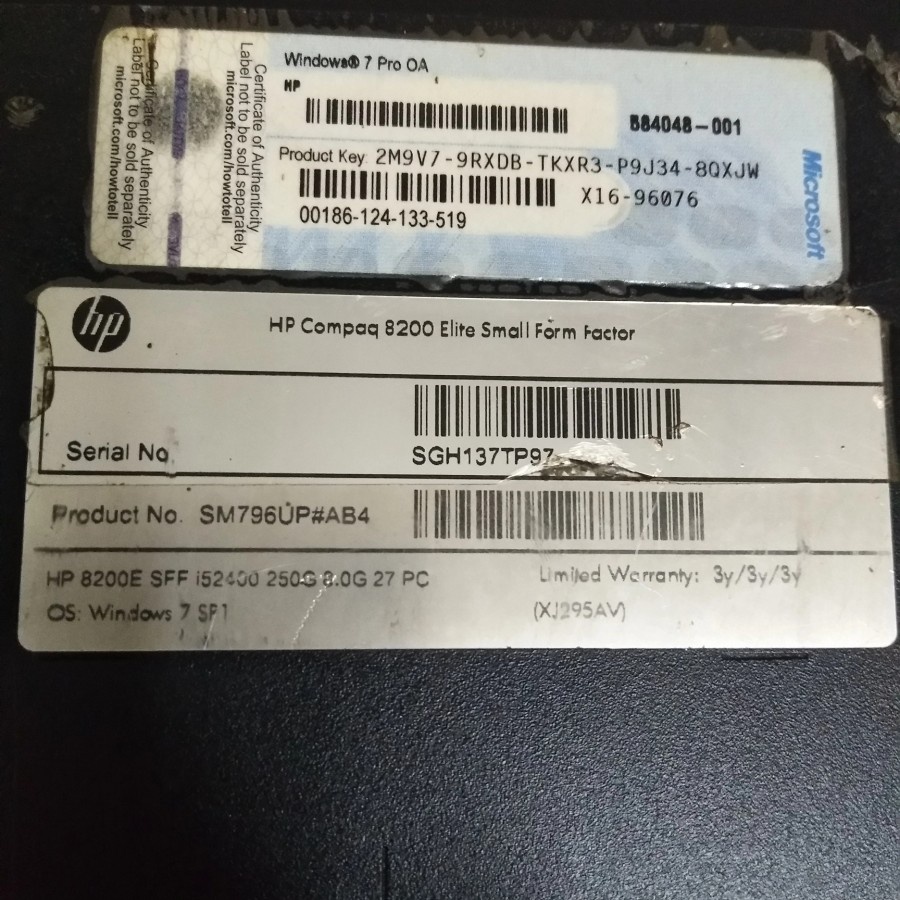 Certificate of Authenticity
Label not to be sold separately
microsoft.com/howtotell
Certificate of Authenticity
Label not to be sold separately
microsoft.com/howtotell
Windows® 7 Pro OA
HP
584048-001
Product Key: 2M9V7-9RXDB-TKXR3-P9J34-8QXJW
X16-96076
00186-124-133-519
Microsoft
hp
HP Compaq 8200 Elite Small Form Factor
Serial No
SGH137TP97
Product No. SM796UP#AB4
HP 8200E SFF i52400 250G 8.0G 27 PC
Limited Warranty: 3y/3y/3y
OS: Windows 7 SP1
(XJ295AV)